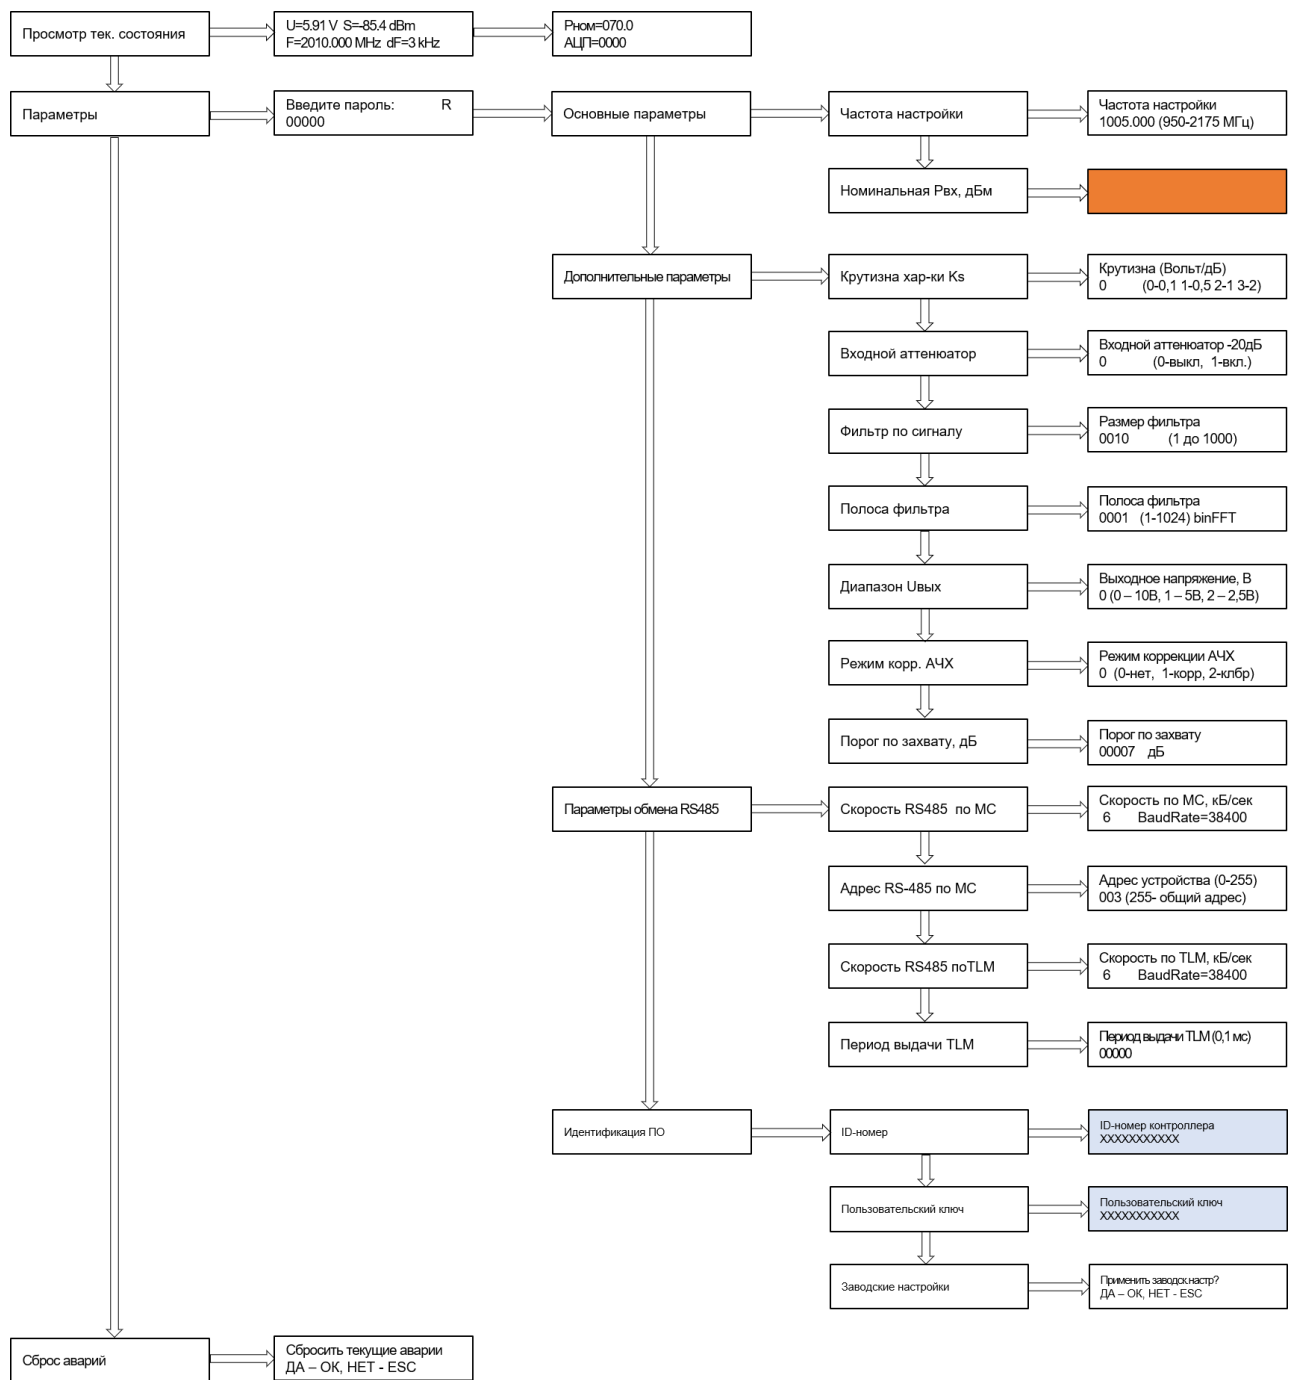 Просмотр тек. состояния
U=5.91 V S=-85.4 dBm
F=2010.000 MHz dF=3 kHz
Рном=070.0
АЦП=0000
Параметры
Введите пароль: R
00000
Основные параметры
Частота настройки
Частота настройки
1005.000 (950-2175 МГц)
Номинальная Рвх, дБм
Дополнительные параметры
Крутизна хар-ки Ks
Крутизна (Вольт/дБ)
0 (0-0,1 1-0,5 2-1 3-2)
Входной аттенюатор
Входной аттенюатор -20дБ
0 (0-выкл, 1-вкл.)
Фильтр по сигналу
Размер фильтра
0010 (1 до 1000)
Полоса фильтра
Полоса фильтра
0001 (1-1024) binFFT
Диапазон Uвых
Выходное напряжение, В
0 (0 – 10В, 1 – 5В, 2 – 2,5В)
Режим корр. АЧХ
Режим коррекции АЧХ
0 (0-нет, 1-корр, 2-клбр)
Порог по захвату, дБ
Порог по захвату
00007 дБ
Параметры обмена RS485
Скорость RS485 по МС
Скорость по МС, кБ/сек
6 BaudRate=38400
Адрес RS-485 по МС
Адрес устройства (0-255)
003 (255- общий адрес)
Скорость RS485 поTLM
Скорость по TLM, кБ/сек
6 BaudRate=38400
Период выдачи TLM
Период выдачи TLM (0,1 мс)
00000
Идентификация ПО
ID-номер
ID-номер контроллера
XXXXXXXXXXX
Пользовательский ключ
Пользовательский ключ
XXXXXXXXXXX
Заводские настройки
Применить заводск.настр?
ДА – ОК, НЕТ - ESC
Сброс аварий
Сбросить текущие аварии
ДА – ОК, НЕТ - ESC